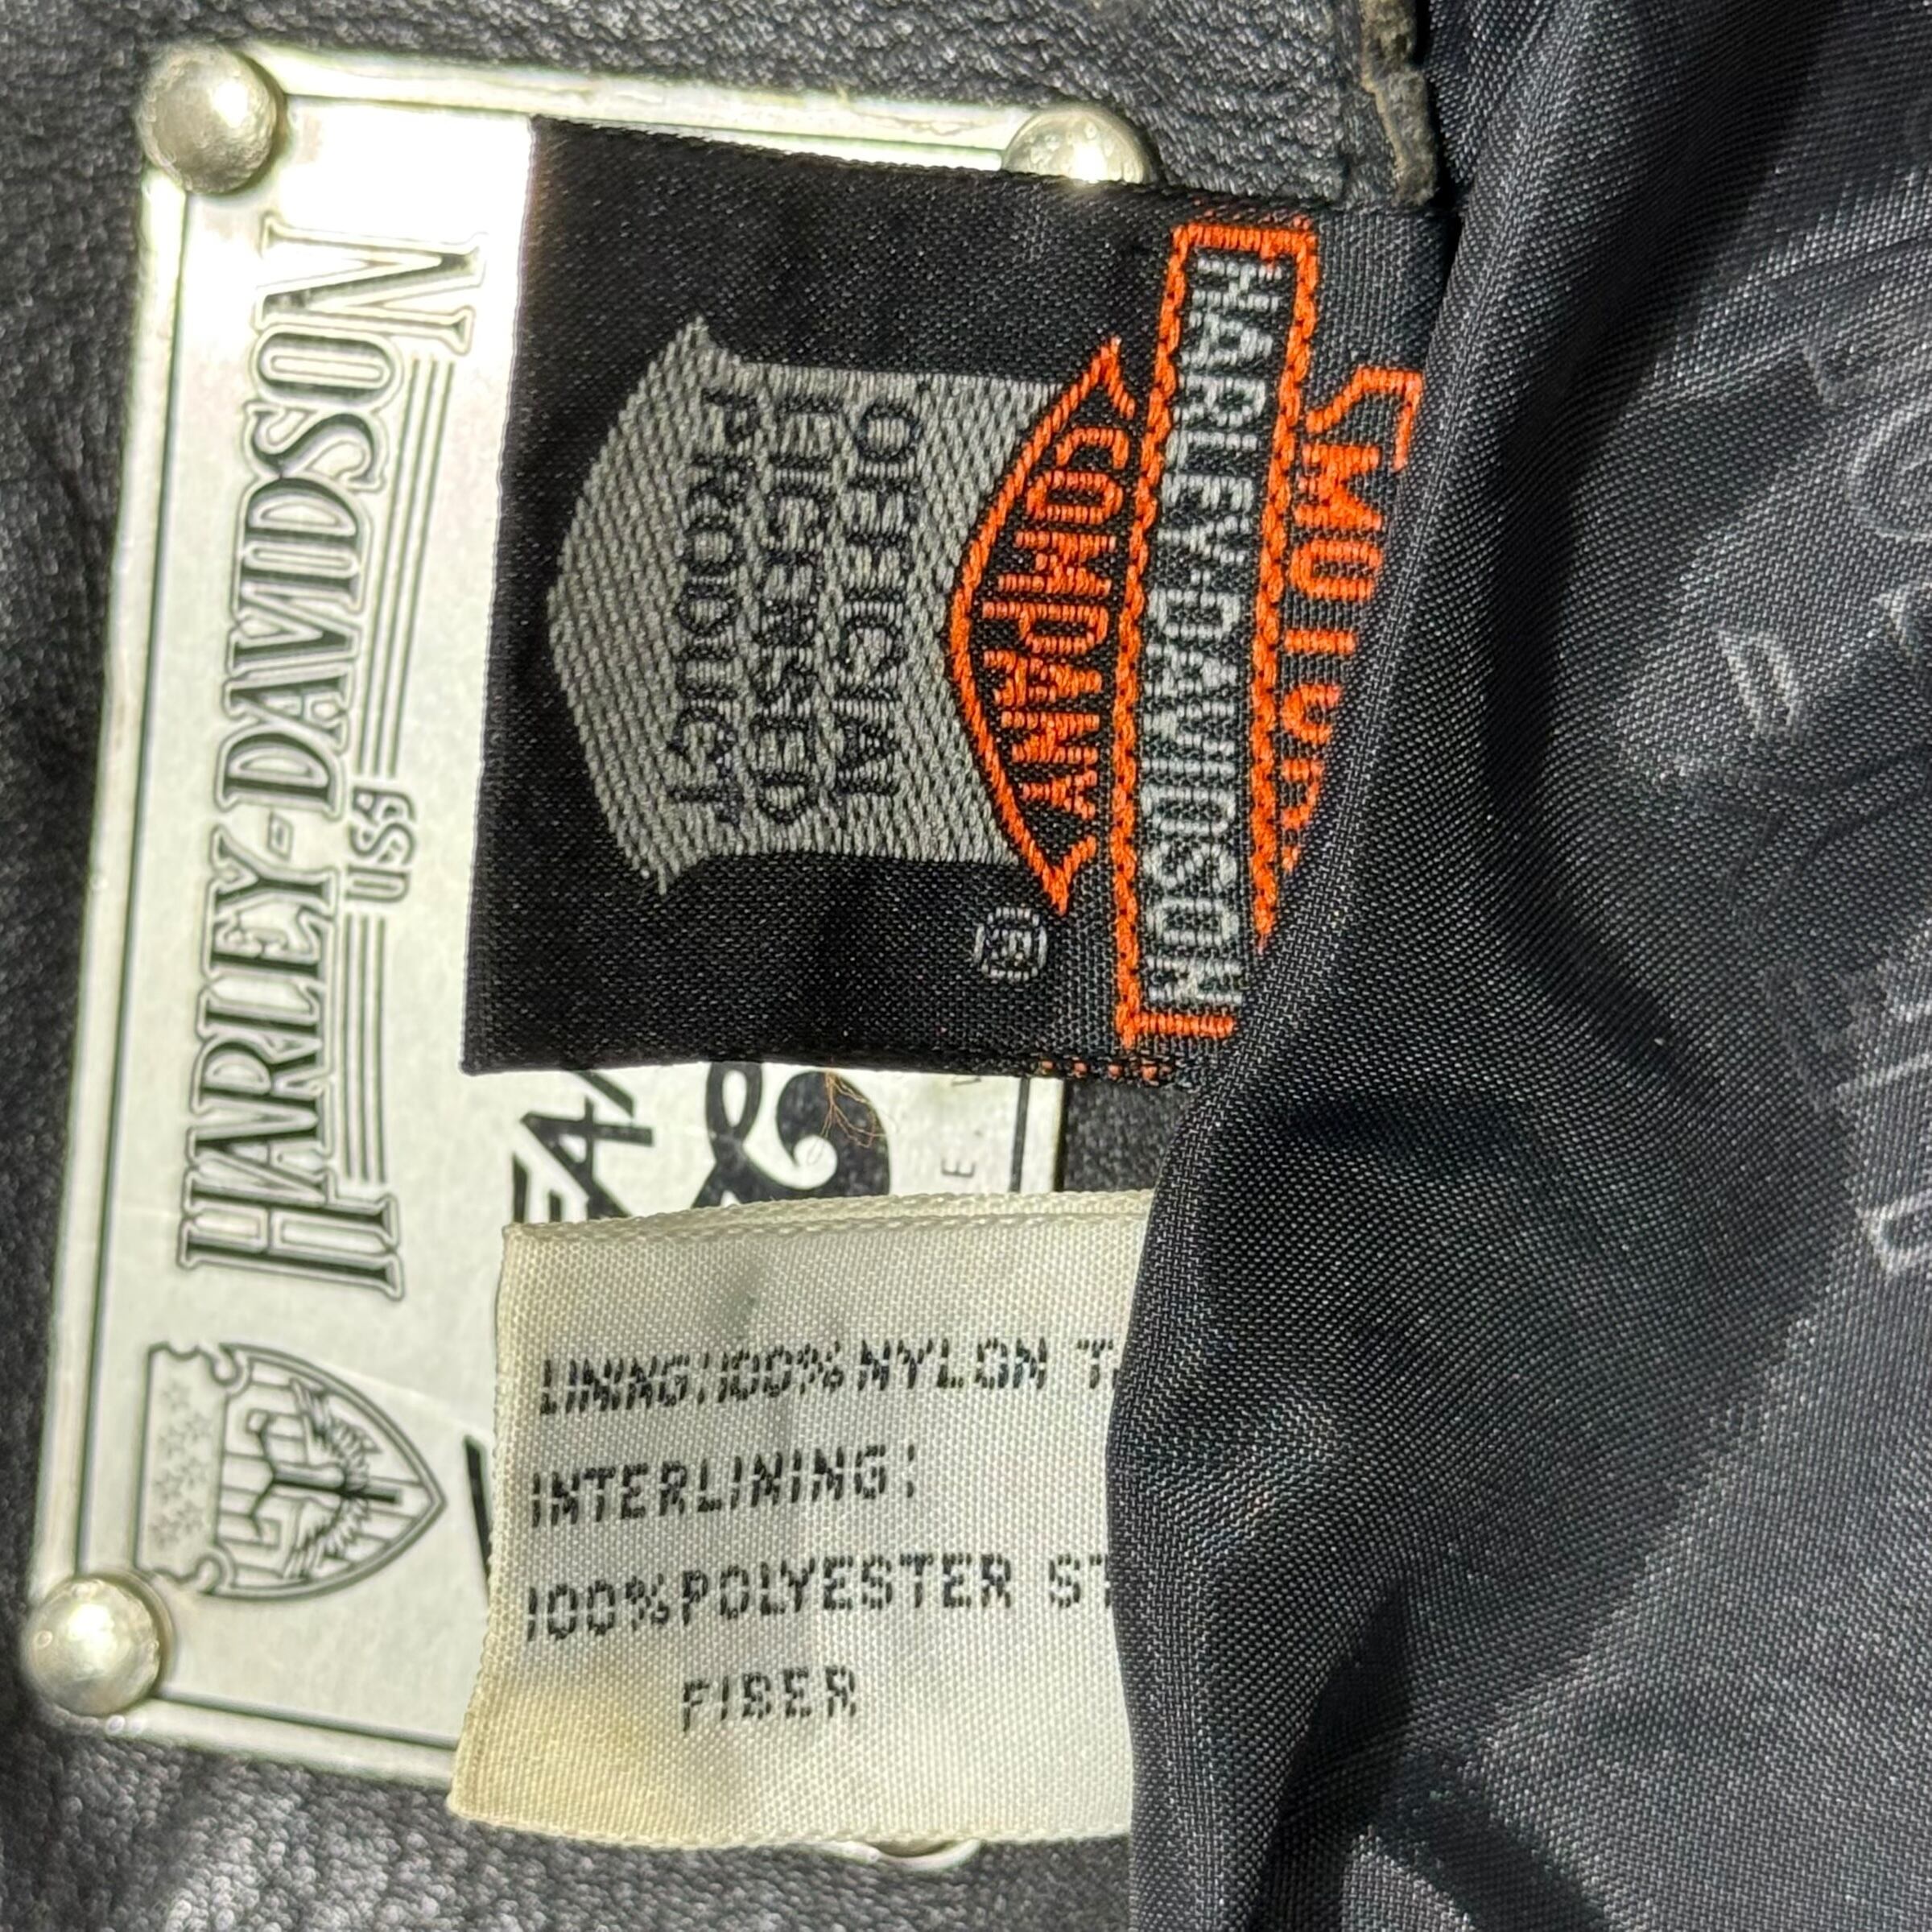 HARLEY-DAVIDSON
USA
MOTOR
HARLEY-DAVIDSON
COMPANY
®
OFFICIAL
LICENSED
PRODUCT
LINING:100%NYLON
INTERLINING:
100%POLYESTER
FIBER